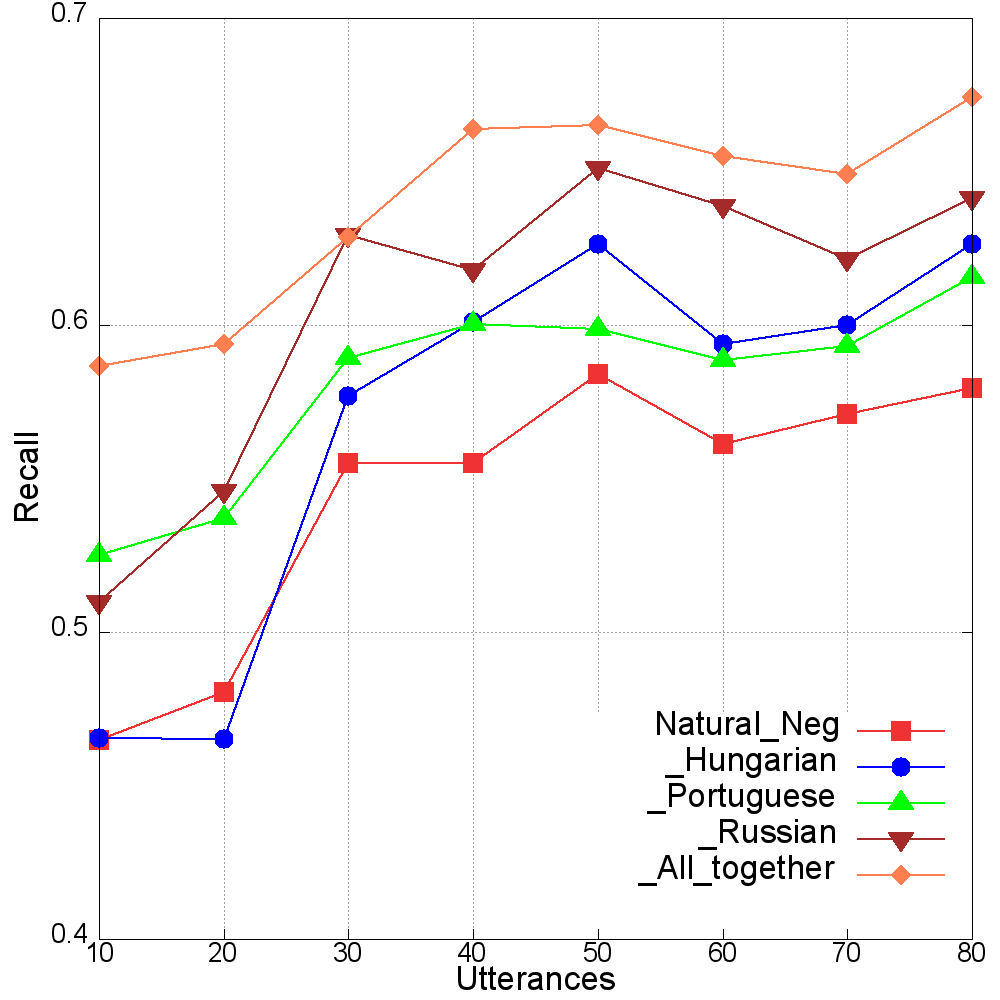 0.7
0.6
0.5
0.4
Recall
Natural_Neg
_Hungarian
_Portuguese
_Russian
_All_together
10 20 30 40 50 60 70 80
Utterances